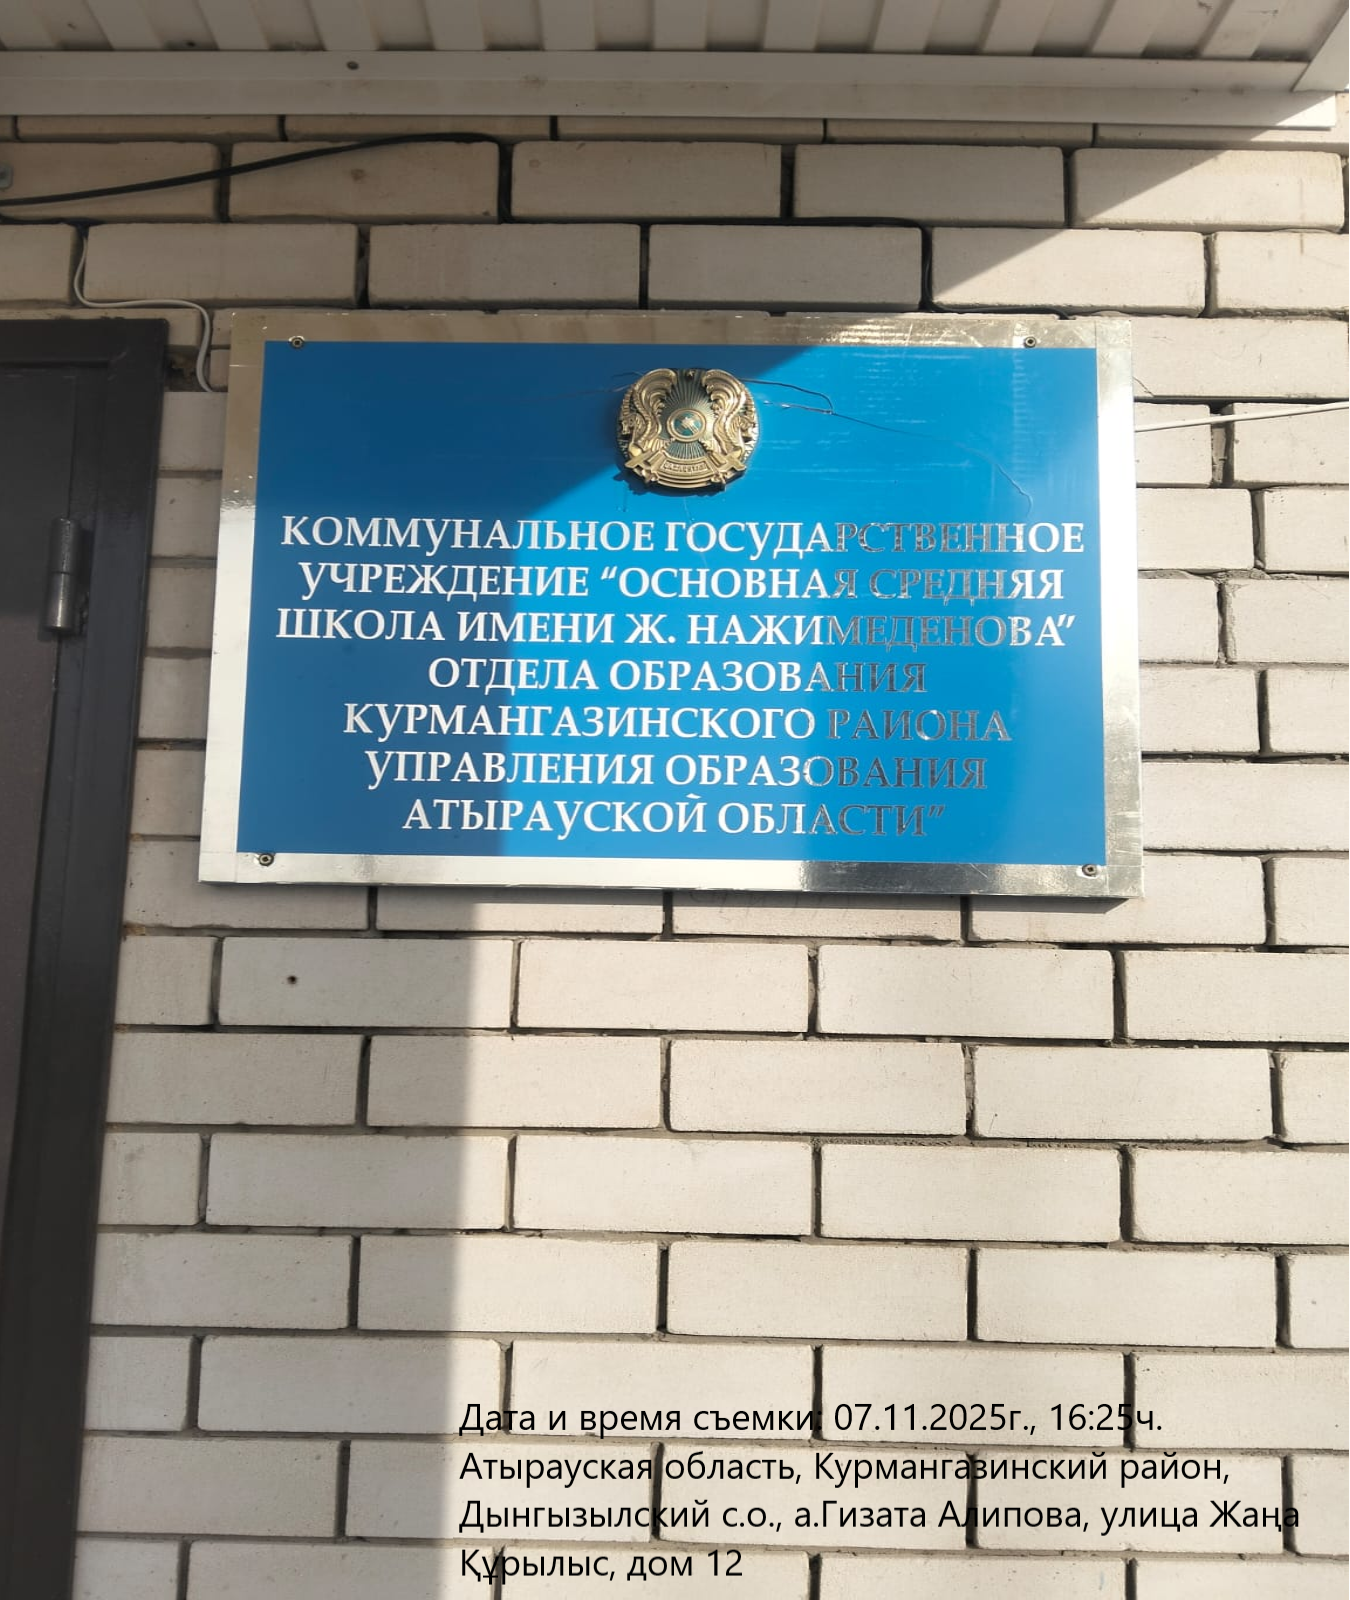 КОММУНАЛЬНОЕ ГОСУДАРСТВЕННОЕ
УЧРЕЖДЕНИЕ “ОСНОВНАЯ СРЕДНЯЯ
ШКОЛА ИМЕНИ Ж. НАЖИМЕДЕНОВА”
ОТДЕЛА ОБРАЗОВАНИЯ
КУРМАНГАЗИНСКОГО РАЙОНА
УПРАВЛЕНИЯ ОБРАЗОВАНИЯ
АТЫРАУСКОЙ ОБЛАСТИ”
Дата и время съемки: 07.11.2025г., 16:25ч.
Атырауская область, Курмангазинский район,
Дынгызылский с.о., а.Гизата Алипова, улица Жаңа
Құрылыс, дом 12